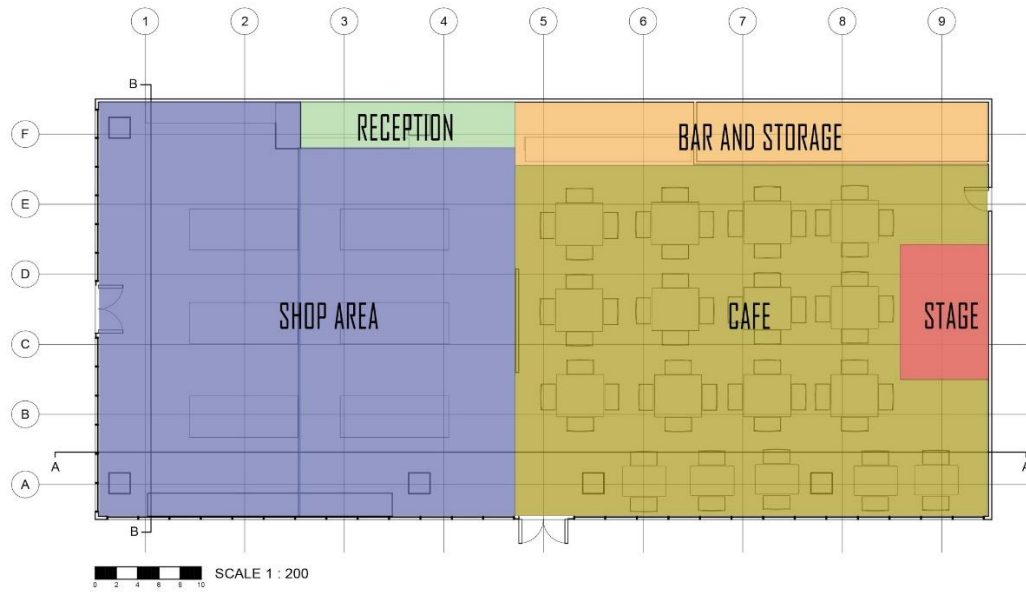 1 2 3 4 5 6 7 8 9
B
F
RECEPTION
BAR AND STORAGE
E
D
SHOP AREA
CAFE
STAGE
C
B
A A
A
B
SCALE 1 : 200
0 2 4 6 8 10